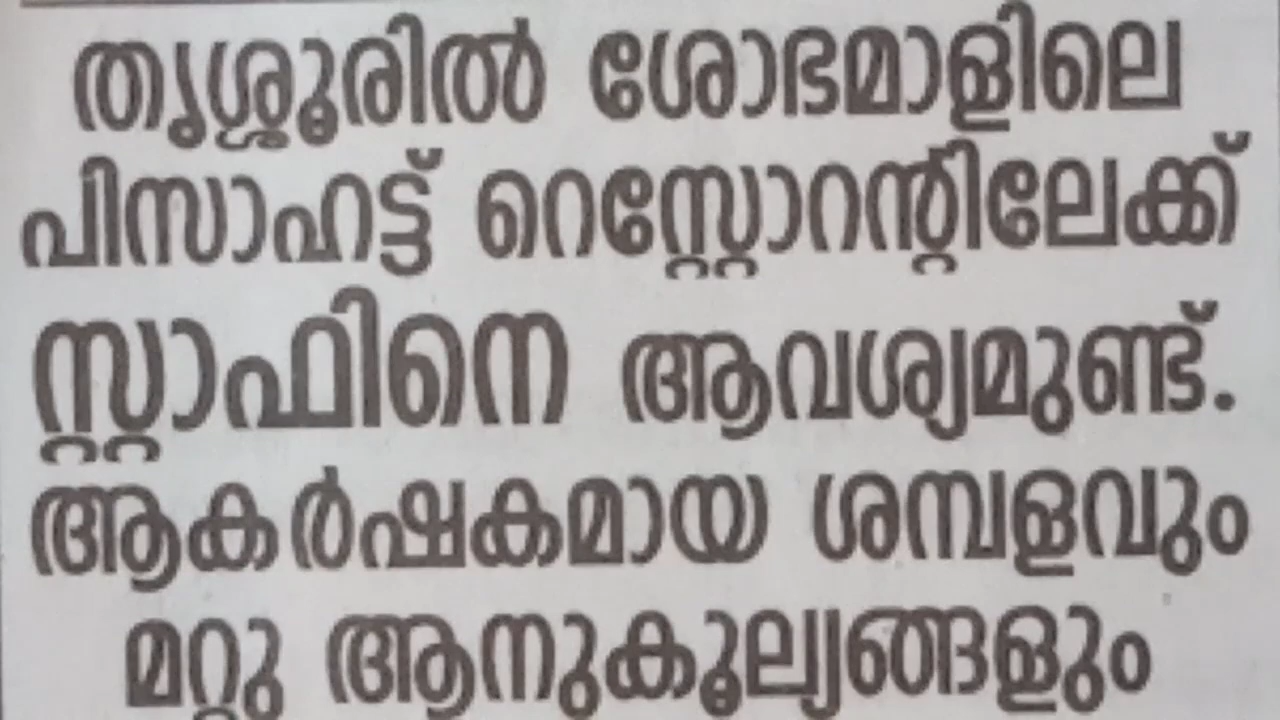 തൃശ്ശൂരിൽ ശോഭമാളിലെ
പിസാഹട്ട് റെസ്റ്റോറന്റിലേക്ക്
സ്റ്റാഫിനെ ആവശ്യമുണ്ട്.
ആകർഷകമായ ശമ്പളവും
മറ്റു ആനുകൂല്യങ്ങളും